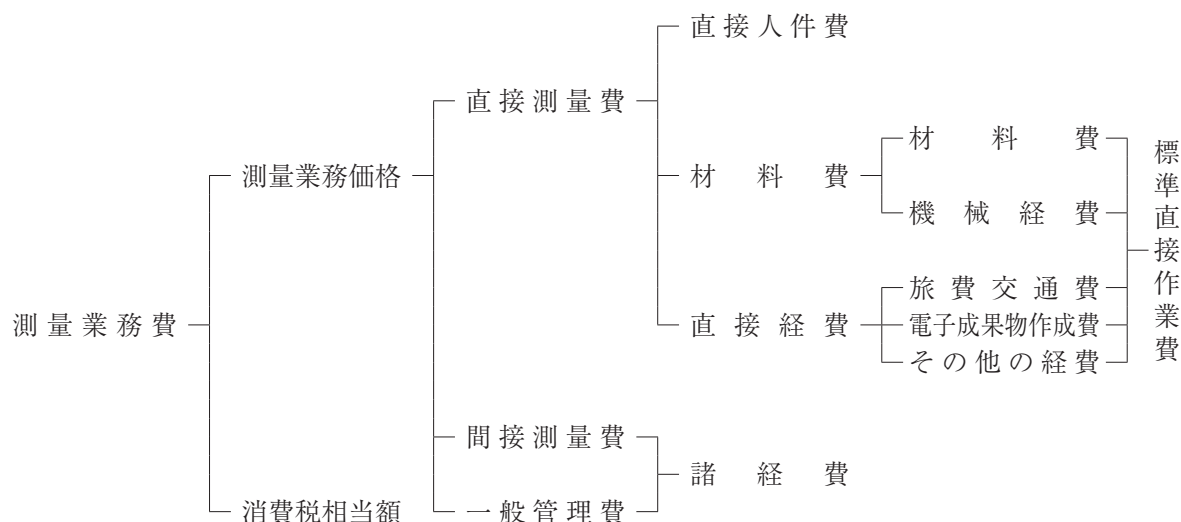 測量業務費
測量業務価格
消費税相当額
直接測量費
間接測量費
一般管理費
直接人件費
材料費
直接経費
諸経費
材料費
機械経費
旅費交通費
電子成果物作成費
その他の経費
標準直接作業費